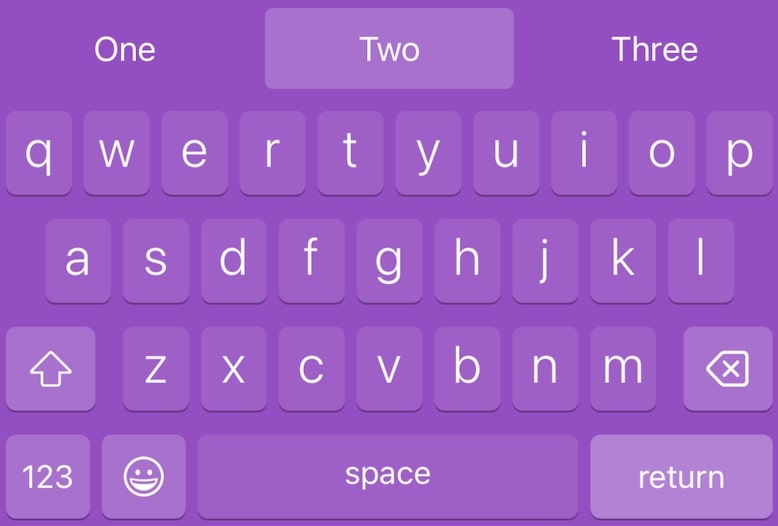 One Two Three
q w e r t y u i o p
a s d f g h j k l
z x c v b n m
123 space return